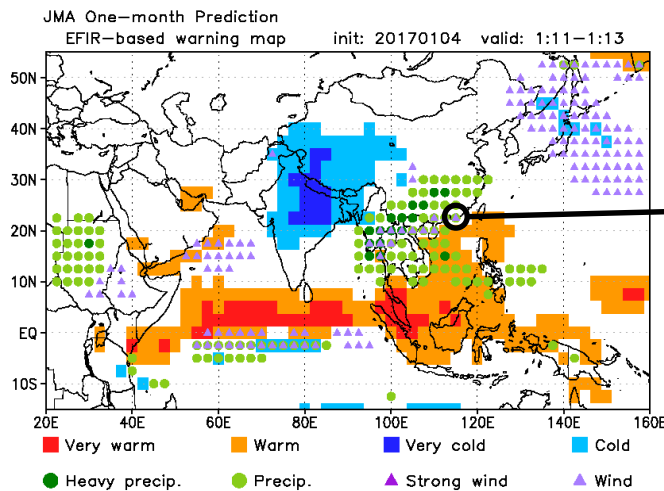 JMA One-month Prediction
EFIR-based warning map init: 20170104 valid: 1:11-1:13
50N
40N
30N
20N
10N
EQ
10S
20E 40E 60E 80E 100E 120E 140E 160E
Very warm Warm Very cold Cold
Heavy precip. Precip. Strong wind Wind